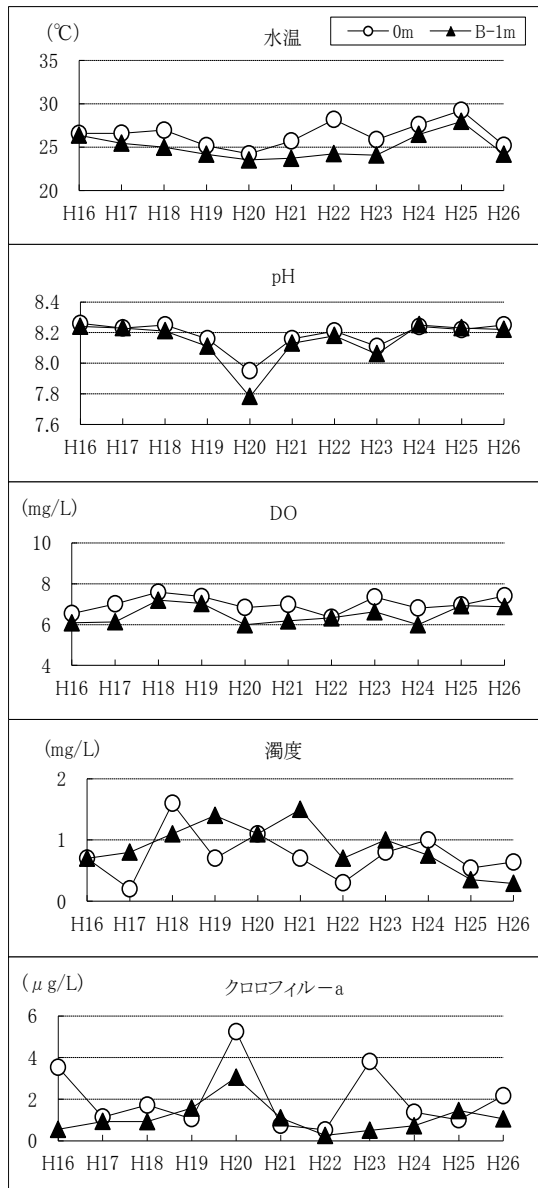 (℃) 水温 0m B-1m
35
30
25
20
H16 H17 H18 H19 H20 H21 H22 H23 H24 H25 H26
pH
8.4
8.2
8.0
7.8
7.6
H16 H17 H18 H19 H20 H21 H22 H23 H24 H25 H26
(mg/L) DO
10
8
6
4
H16 H17 H18 H19 H20 H21 H22 H23 H24 H25 H26
(mg/L) 濁度
2
1
0
H16 H17 H18 H19 H20 H21 H22 H23 H24 H25 H26
(μg/L) クロロフィル－a
6
4
2
0
H16 H17 H18 H19 H20 H21 H22 H23 H24 H25 H26